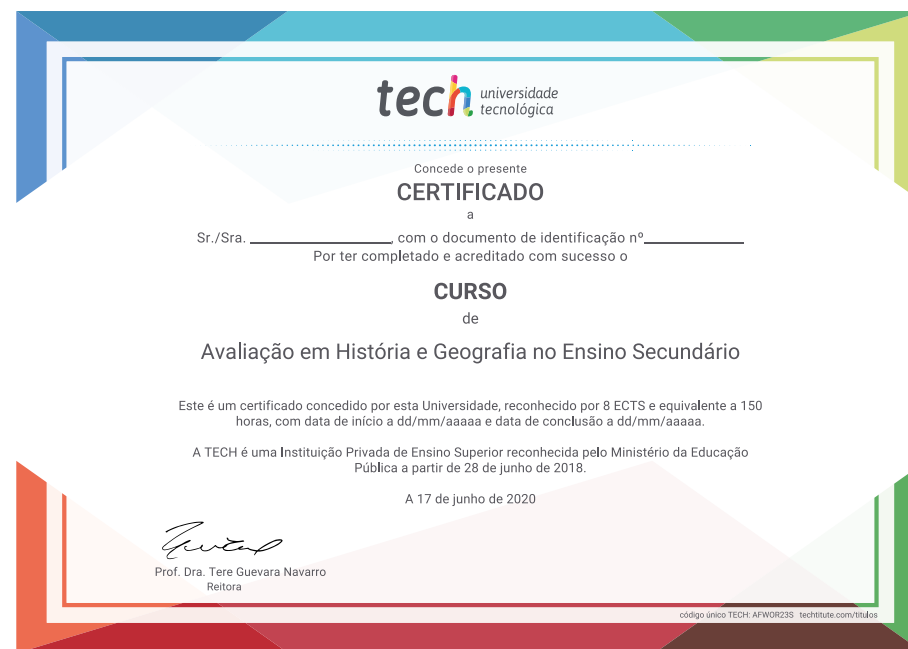 tech universidade
tecnológica
Concede o presente
CERTIFICADO
a
Sr./Sra. ____________________, com o documento de identificação nº______________
Por ter completado e acreditado com sucesso o
CURSO
de
Avaliação em História e Geografia no Ensino Secundário
Este é um certificado concedido por esta Universidade, reconhecido por 8 ECTS e equivalente a 150
horas, com data de início a dd/mm/aaaaa e data de conclusão a dd/mm/aaaaa.
A TECH é uma Instituição Privada de Ensino Superior reconhecida pelo Ministério da Educação
Pública a partir de 28 de junho de 2018.
A 17 de junho de 2020
Prof. Dra. Tere Guevara Navarro
Reitora
código único TECH: AFWOR23S techtitute.com/titulos